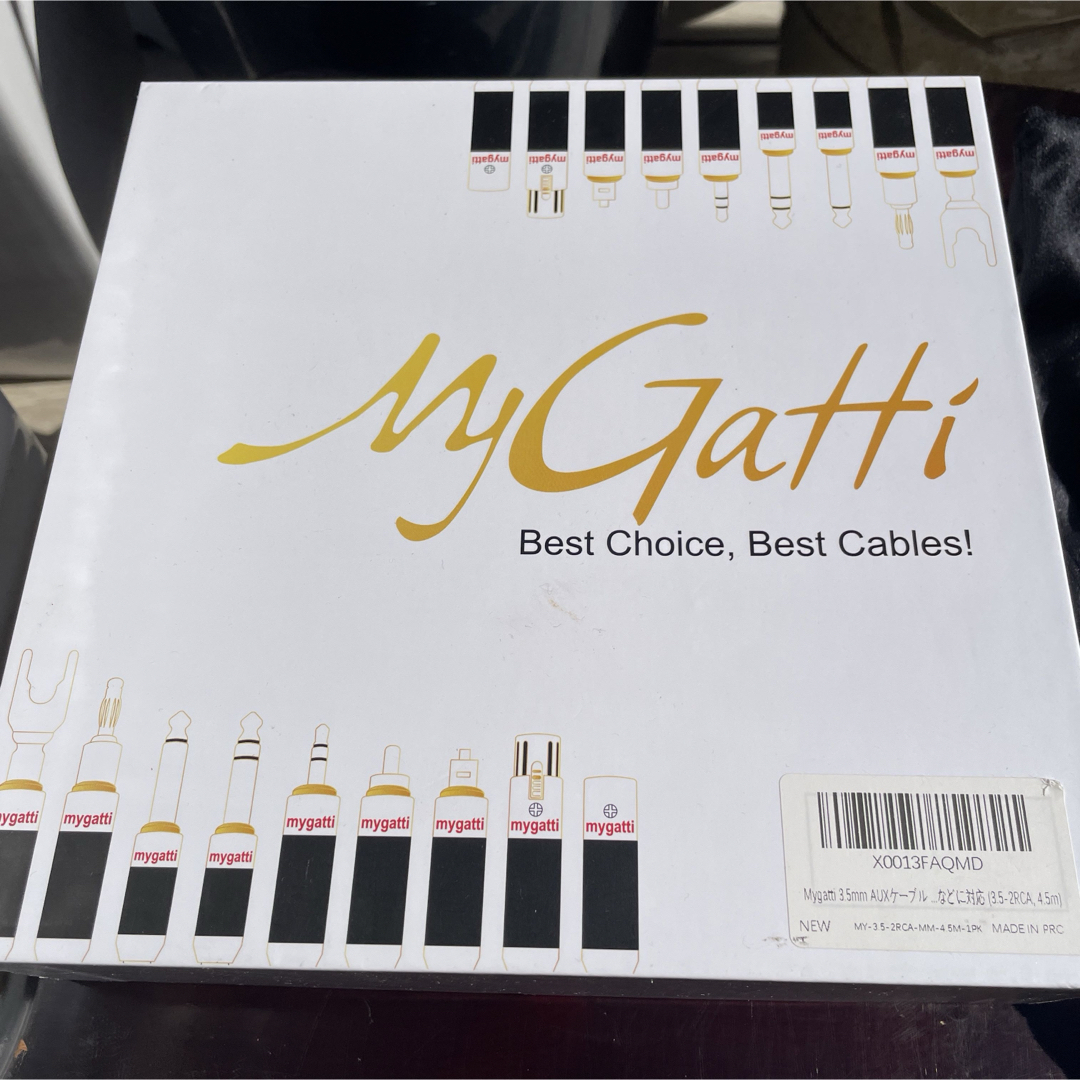 mygatti mygatti mygatti mygatti mygatti mygatti mygatti mygatti mygatti
MyGatti
Best Choice, Best Cables!
mygatti mygatti mygatti mygatti mygatti mygatti mygatti mygatti mygatti
X0013FAQMD
Mygatti 3.5mm AUXケーブル ...などに対応 (3.5-2RCA, 4.5m)
NEW MY-3.5-2RCA-MM-4.5M-1PK MADE IN PRC